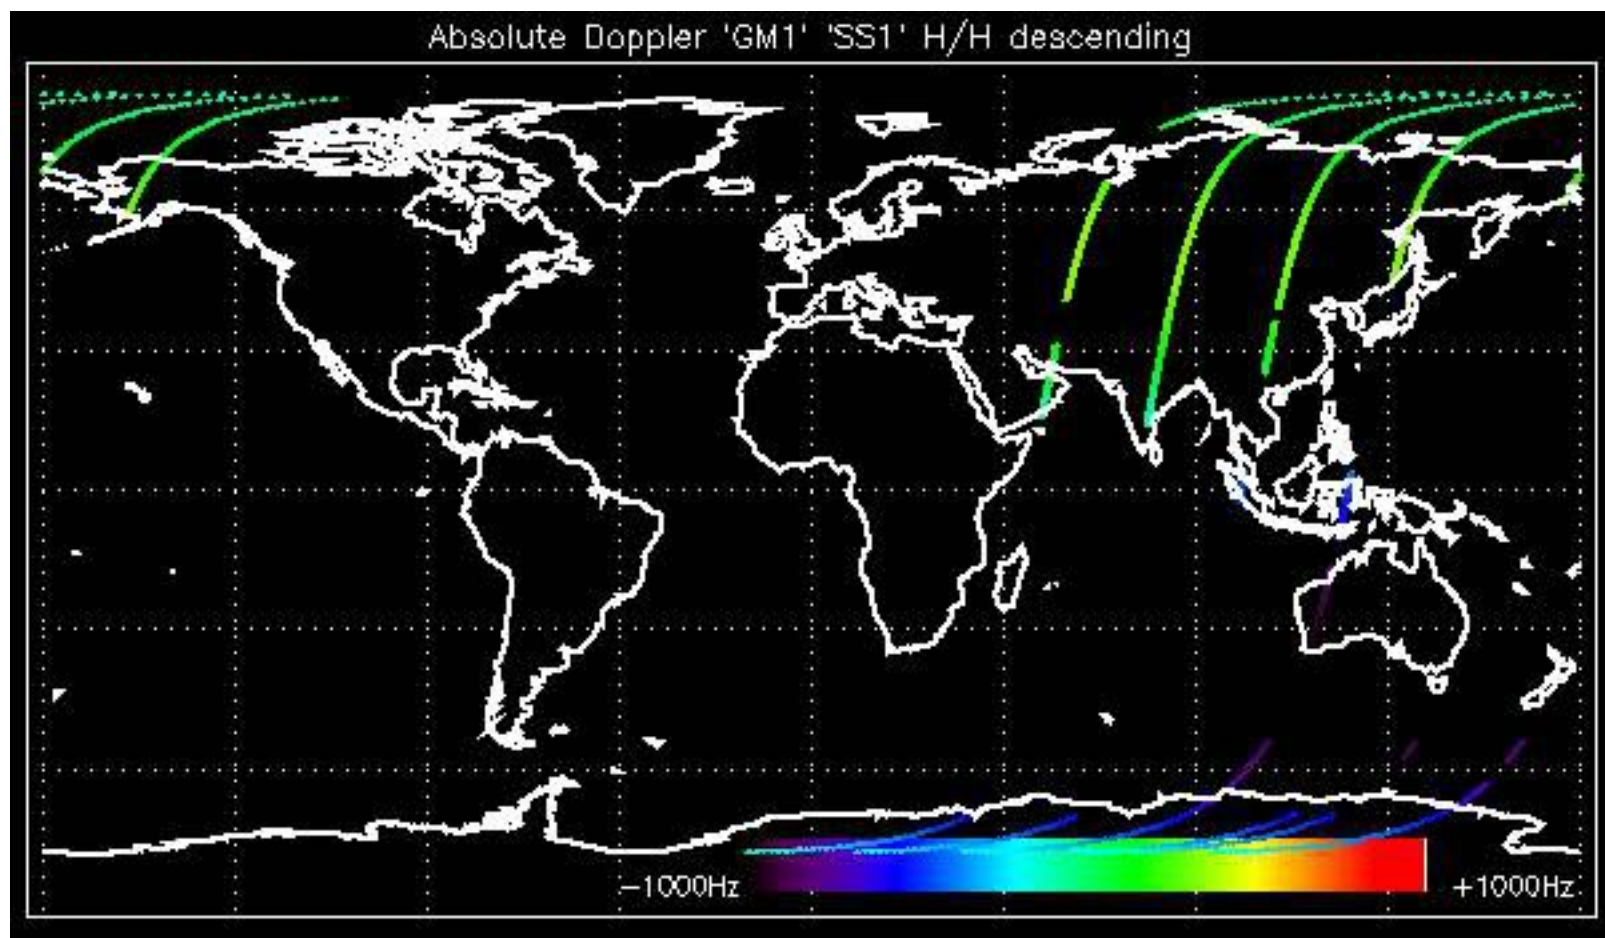 Absolute Doppler 'GM1' 'SS1' H/H descending
−1000Hz +1000Hz